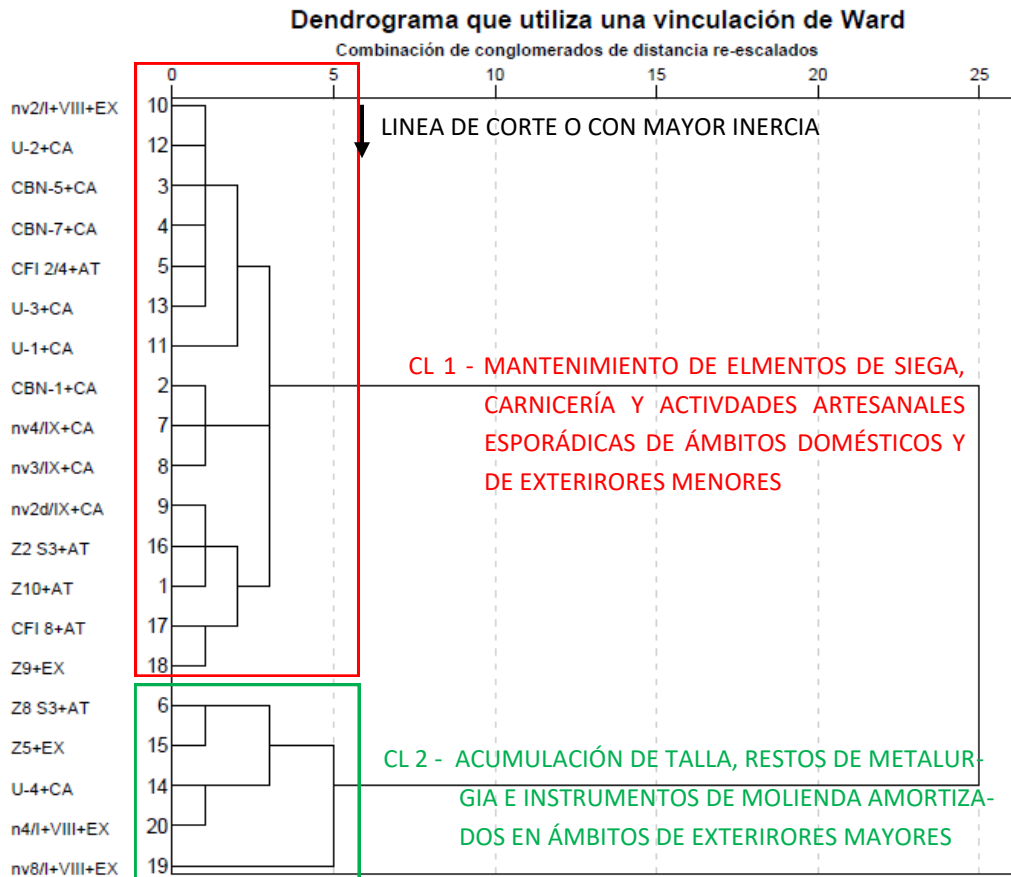 Dendrograma que utiliza una vinculación de Ward
Combinación de conglomerados de distancia re-escalados
0 5 10 15 20 25
nv2/I+VIII+EX 10
LINEA DE CORTE O CON MAYOR INERCIA
U-2+CA 12
CBN-5+CA 3
CBN-7+CA 4
CFI 2/4+AT 5
U-3+CA 13
U-1+CA 11
CL 1 - MANTENIMIENTO DE ELMENTOS DE SIEGA,
CARNICERÍA Y ACTIVDADES ARTESANALES
ESPORÁDICAS DE ÁMBITOS DOMÉSTICOS Y
DE EXTERIRORES MENORES
CBN-1+CA 2
nv4/IX+CA 7
nv3/IX+CA 8
nv2d/IX+CA 9
Z2 S3+AT 16
Z10+AT 1
CFI 8+AT 17
Z9+EX 18
Z8 S3+AT 6
Z5+EX 15
CL 2 - ACUMULACIÓN DE TALLA, RESTOS DE METALUR-
GIA E INSTRUMENTOS DE MOLIENDA AMORTIZA-
DOS EN ÁMBITOS DE EXTERIRORES MAYORES
U-4+CA 14
n4/I+VIII+EX 20
nv8/I+VIII+EX 19